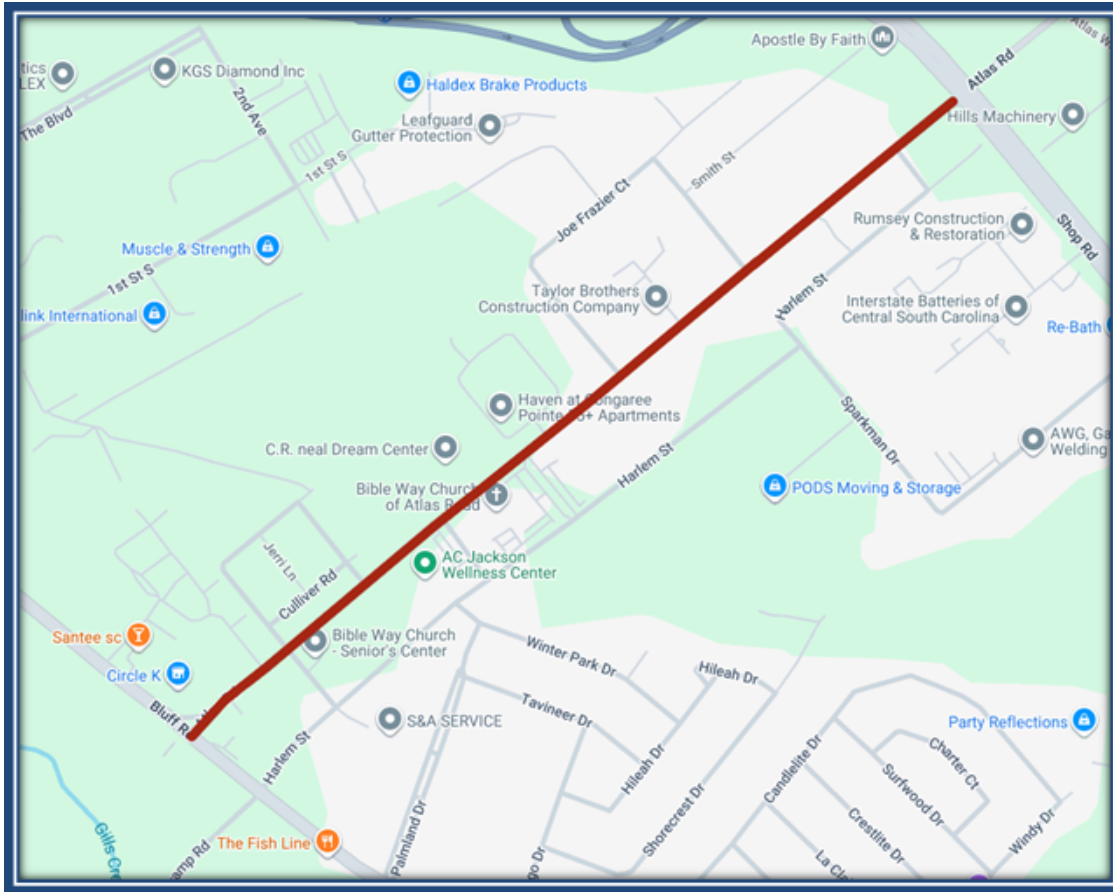 Apostle By Faith
Atlas Rd
tics
LEX
KGS Diamond Inc
2nd Ave
The Blvd
Haldex Brake Products
Hills Machinery
Leafguard
Gutter Protection
1st St S
Smith St
Joe Frazier Ct
Rumsey Construction
& Restoration
Shop Rd
Muscle & Strength
1st St S
Taylor Brothers
Construction Company
Harlem St
Interstate Batteries of
Central South Carolina
link International
Re-Bath
Haven at
Apartments
Sparkman Dr
C.R. neal Dream Center
Harlem St
AWG, Ga
Welding
Bible Way Church
of Atlas
PODS Moving & Storage
Jerri Ln
AC Jackson
Wellness Center
Culliver Rd
Santee sc
Bible Way Church
- Senior's Center
Winter Park Dr
Hileah Dr
Circle K
Bluff
Tavineer Dr
S&A SERVICE
Party Reflections
Harlem St
Hileah Dr
Candlelite Dr
Charter Ct
Surfwood Dr
Palmland Dr
Shorecrest Dr
Crestlite Dr
Windy Dr
The Fish Line
Gills Cre
amp Rd
go Dr
La Cla